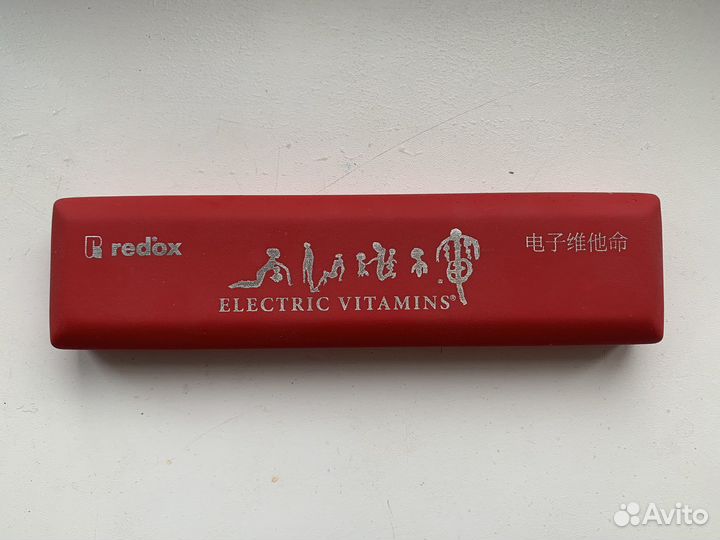 redox
电子维他命
ELECTRIC VITAMINS®
Avito